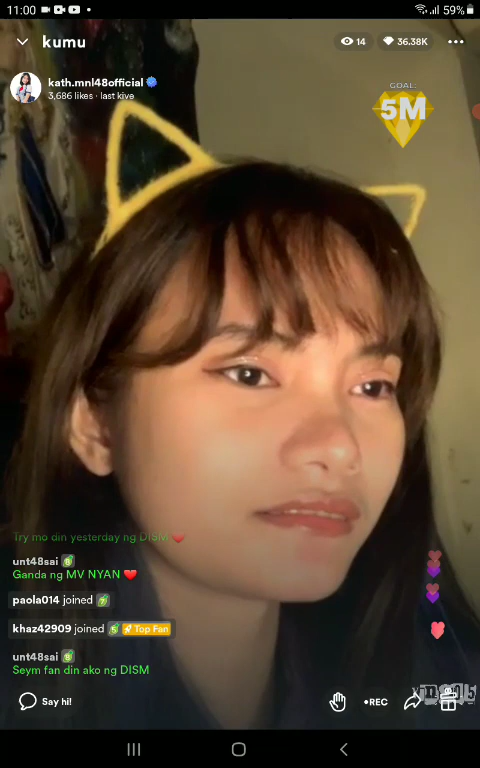 11:00
59%
kumu
14
36.38K
kath.mnl48official
3,686 likes · last kive
GOAL:
5M
Try mo din yesterday ng DISM
unt48sai
Ganda ng MV NYAN
paola014 joined
khaz42909 joined Top Fan
unt48sai
Seym fan din ako ng DISM
Say hi!
•REC